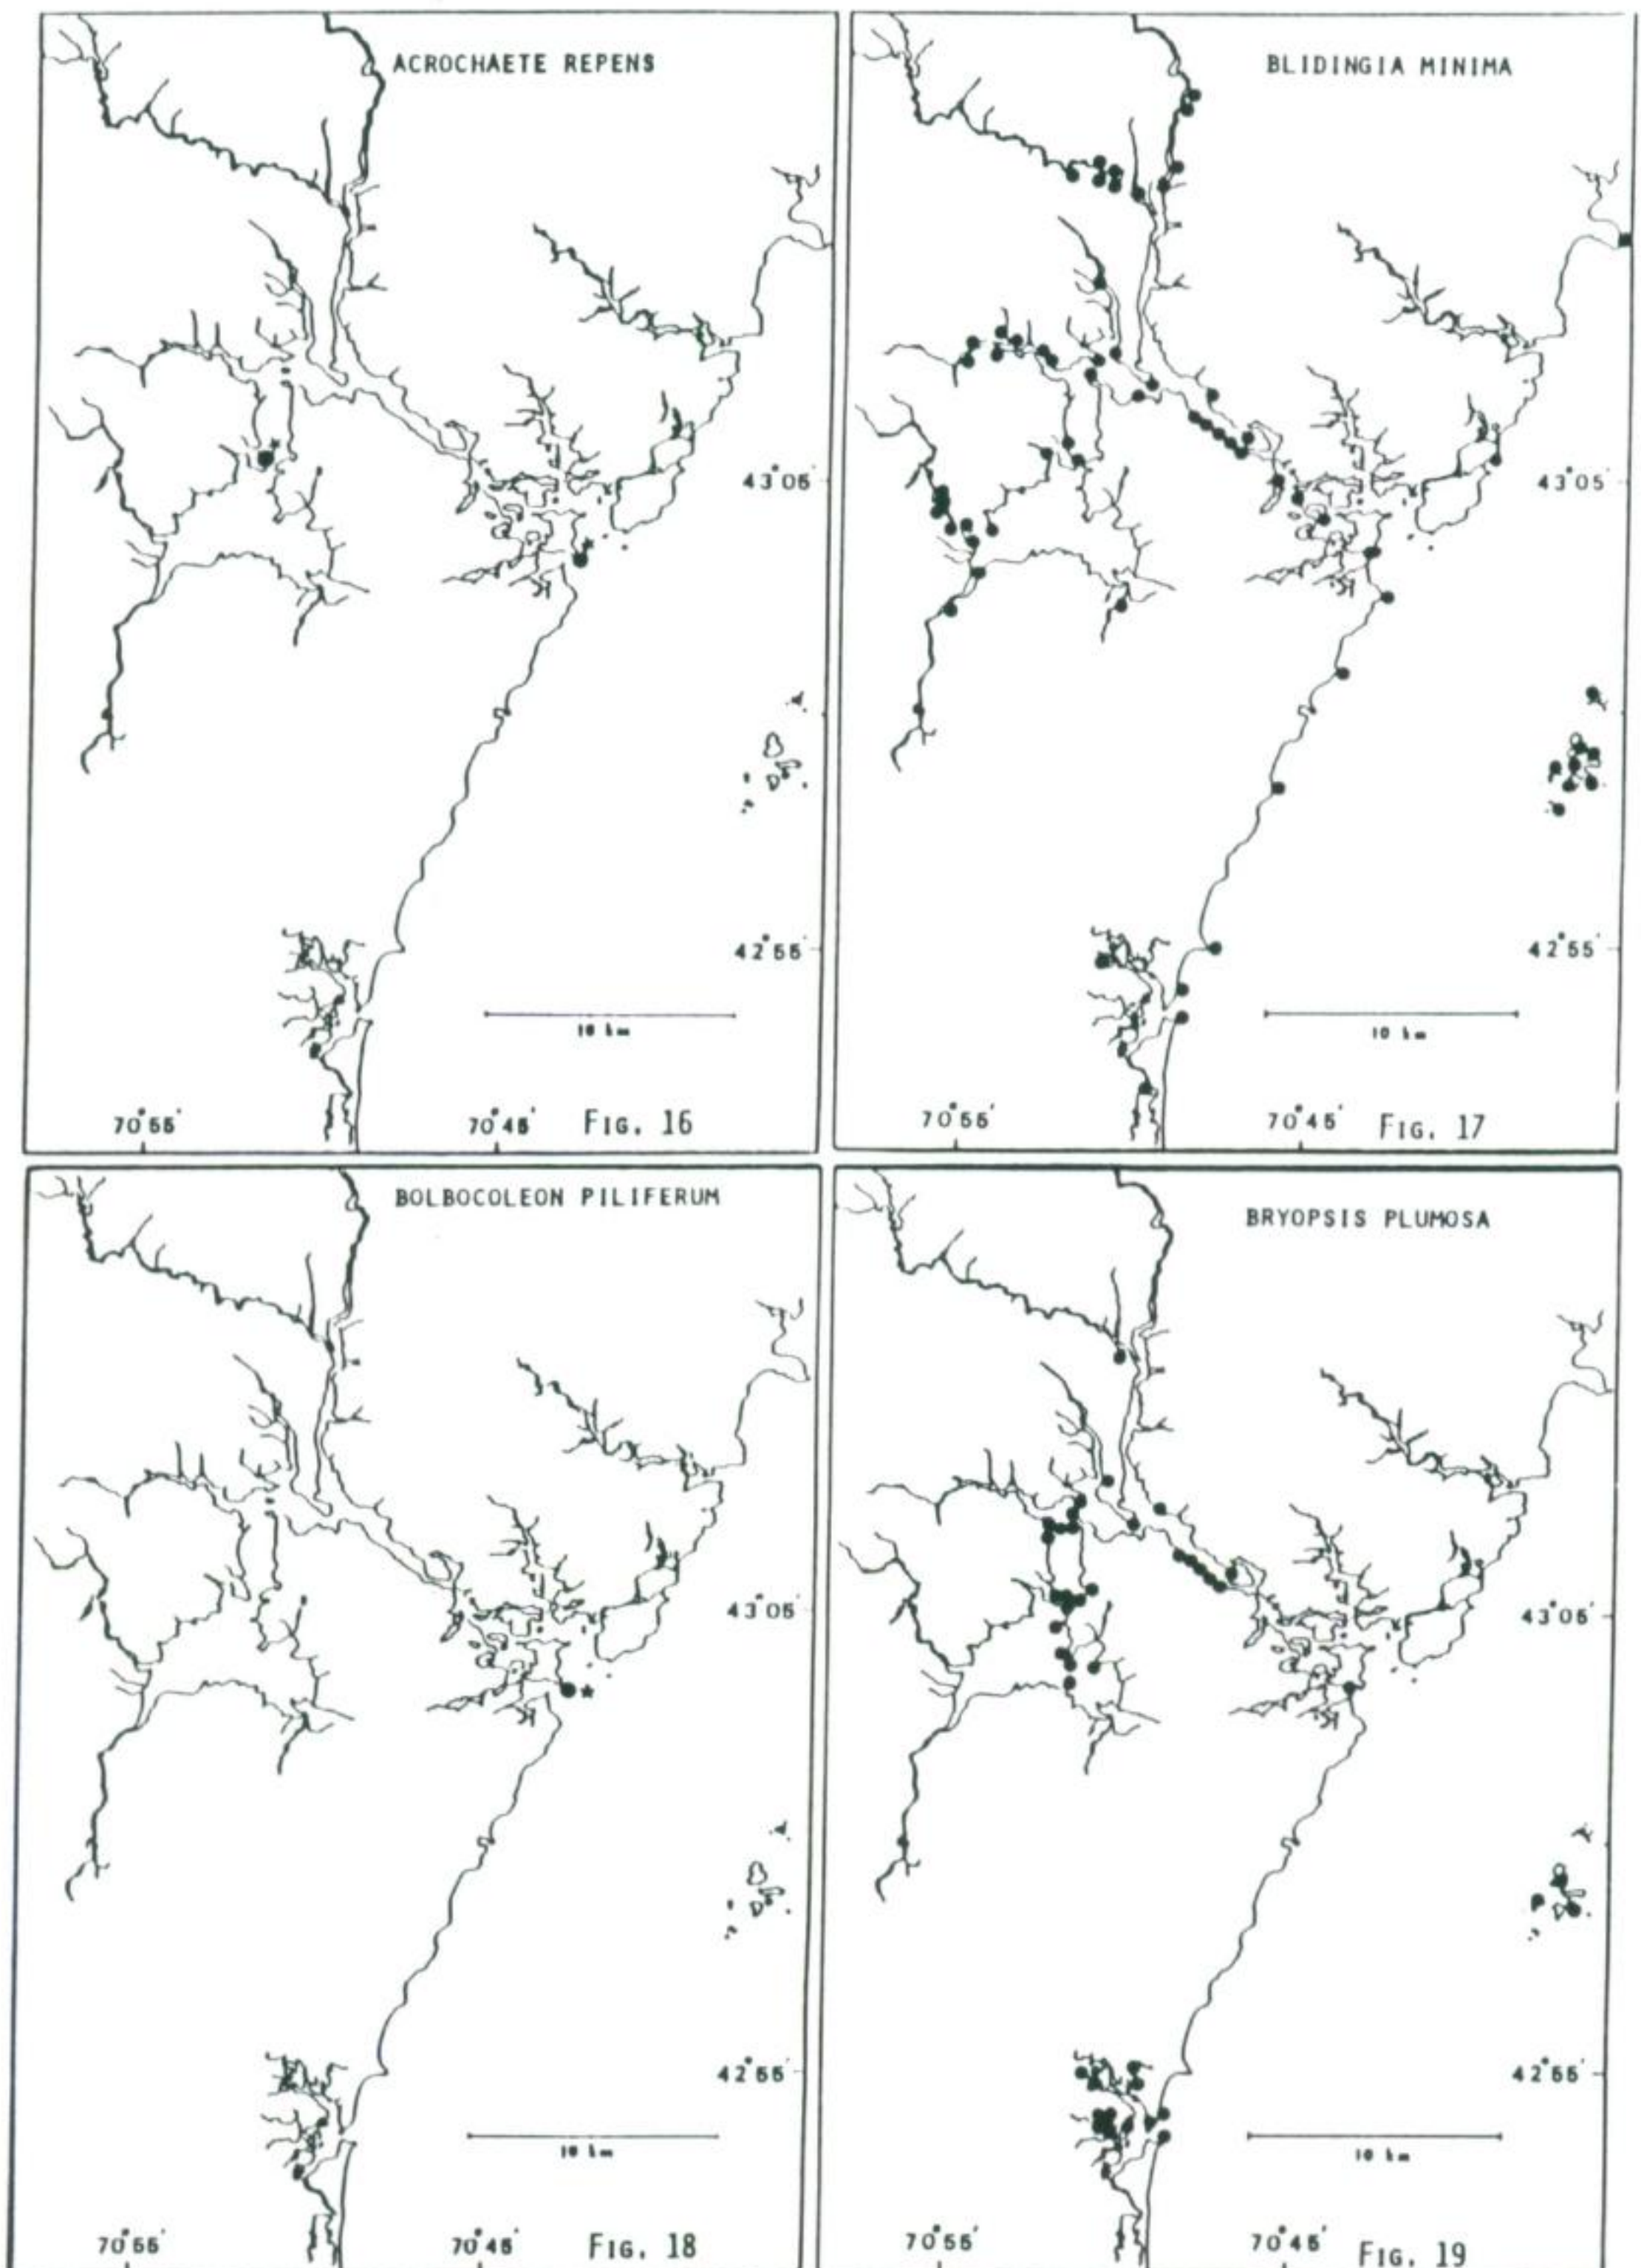 ACROCHAETE REPENS
43°05'
42°55'
10 km
70°55'
70°45'
FIG. 16
BLIDINGIA MINIMA
43°05'
42°55'
10 km
70°55'
70°45'
FIG. 17
BOLBOCOLEON PILIFERUM
43°05'
42°55'
10 km
70°55'
70°45'
FIG. 18
BRYOPSIS PLUMOSA
43°05'
42°55'
10 km
70°55'
70°45'
FIG. 19